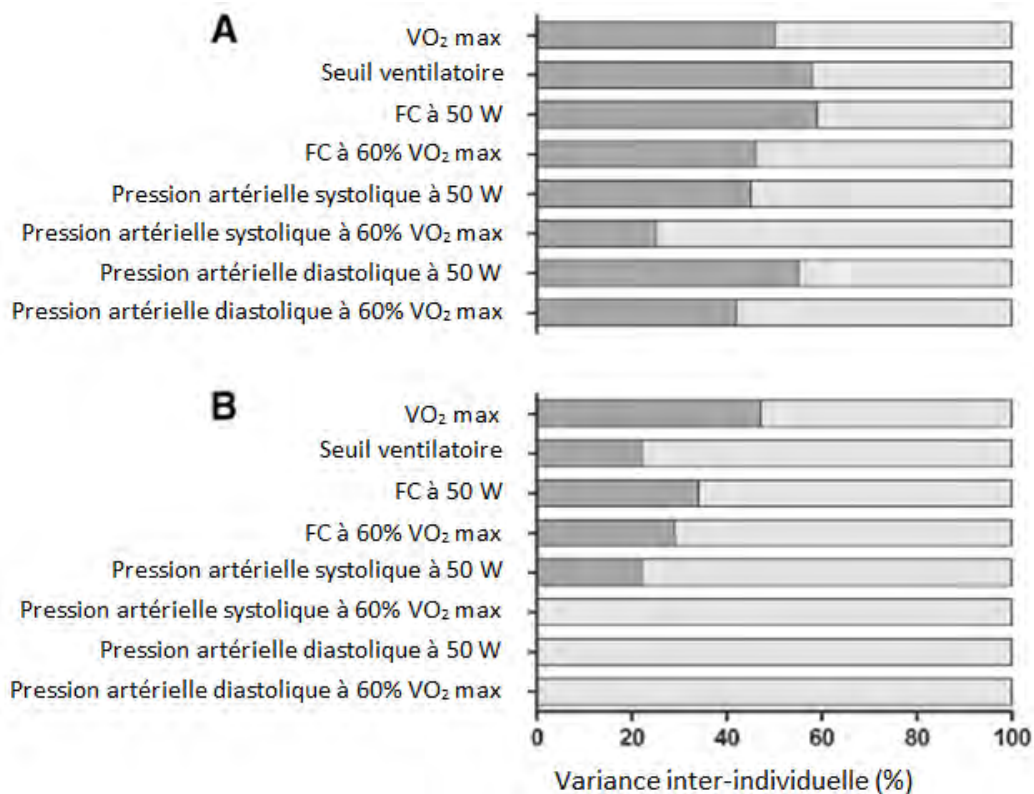 A
VO₂ max
Seuil ventilatoire
FC à 50 W
FC à 60% VO₂ max
Pression artérielle systolique à 50 W
Pression artérielle systolique à 60% VO₂ max
Pression artérielle diastolique à 50 W
Pression artérielle diastolique à 60% VO₂ max
B
VO₂ max
Seuil ventilatoire
FC à 50 W
FC à 60% VO₂ max
Pression artérielle systolique à 50 W
Pression artérielle systolique à 60% VO₂ max
Pression artérielle diastolique à 50 W
Pression artérielle diastolique à 60% VO₂ max
0 20 40 60 80 100
Variance inter-individuelle (%)